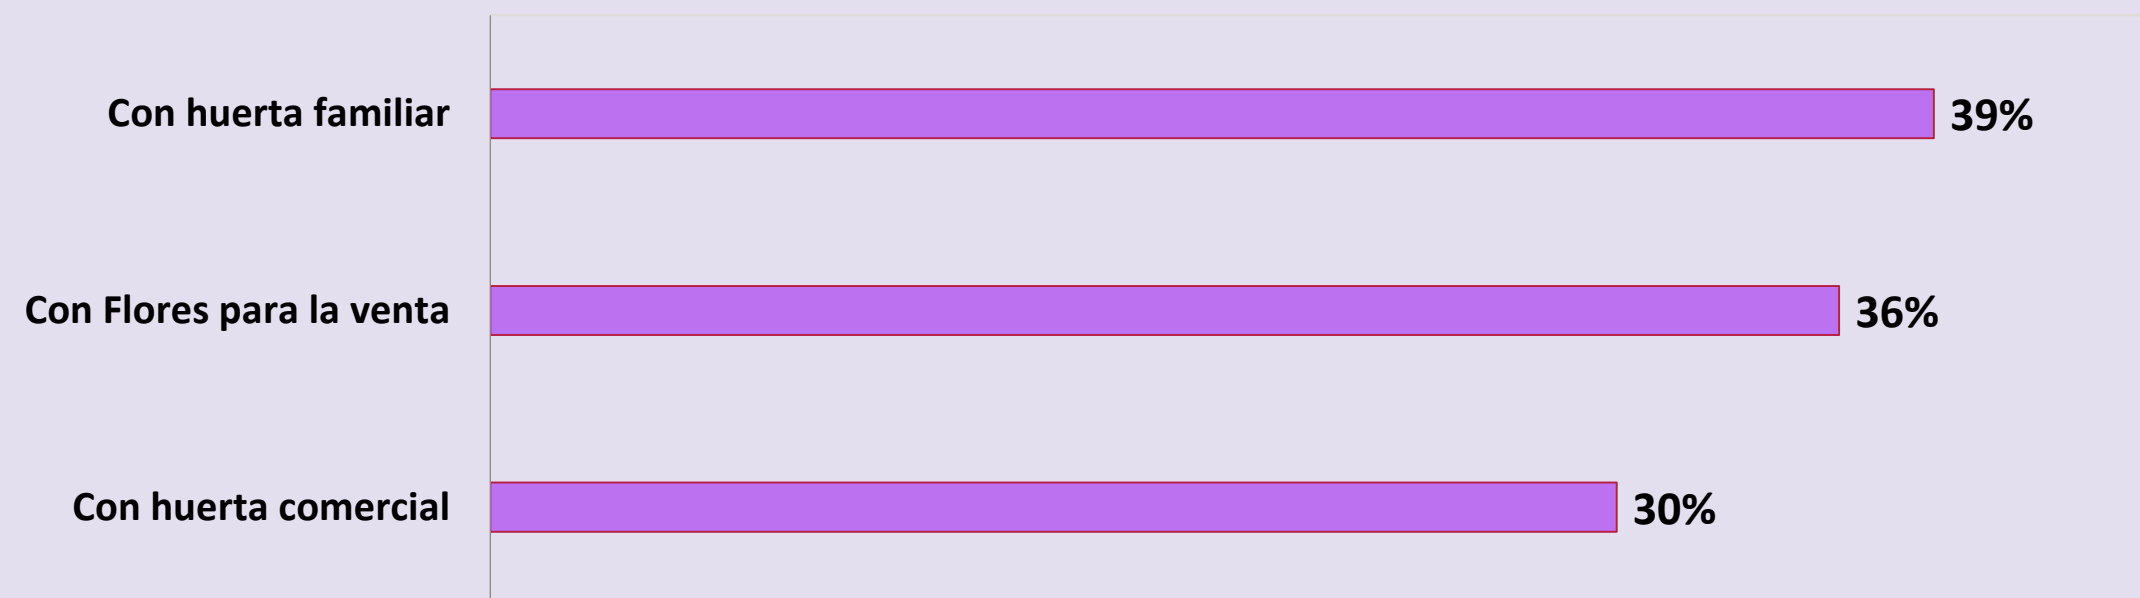 Con huerta familiar 39%
Con Flores para la venta 36%
Con huerta comercial 30%